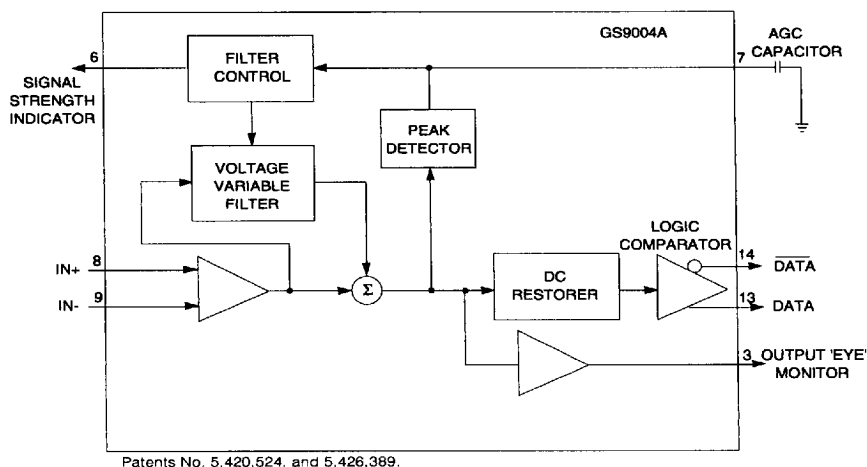 GS9004A
6
FILTER
CONTROL
7
AGC
CAPACITOR
SIGNAL
STRENGTH
INDICATOR
PEAK
DETECTOR
VOLTAGE
VARIABLE
FILTER
LOGIC
COMPARATOR
IN+
8
IN-
9
Σ
DC
RESTORER
14
DATA
13
DATA
3
OUTPUT 'EYE'
MONITOR
Patents No. 5,420,524. and 5,426,389.